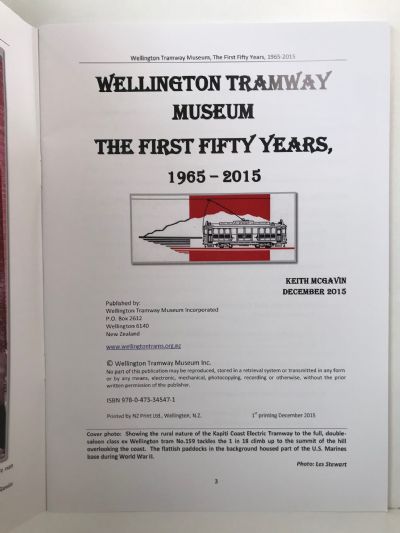 Wellington Tramway Museum, The First Fifty Years, 1965-2015
WELLINGTON TRAMWAY
MUSEUM
THE FIRST FIFTY YEARS,
1965 – 2015
KEITH MCGAVIN
DECEMBER 2015
Published by:
Wellington Tramway Museum Incorporated
P.O. Box 2612
Wellington 6140
New Zealand
www.wellingtontrams.org.nz
© Wellington Tramway Museum Inc.
No part of this publication may be reproduced, stored in a retrieval system or transmitted in any form
or by any means, electronic, mechanical, photocopying, recording or otherwise, without the prior
written permission of the publisher.
ISBN 978-0-473-34547-1
Printed by NZ Print Ltd., Wellington, N.Z. 1st printing December 2015
Cover photo: Showing the rural nature of the Kapiti Coast Electric Tramway to the full, double-
saloon class ex Wellington tram No.159 tackles the 1 in 18 climb up to the summit of the hill
overlooking the coast. The flattish paddocks in the background housed part of the U.S. Marines
base during World War II.
Photo: Les Stewart
3